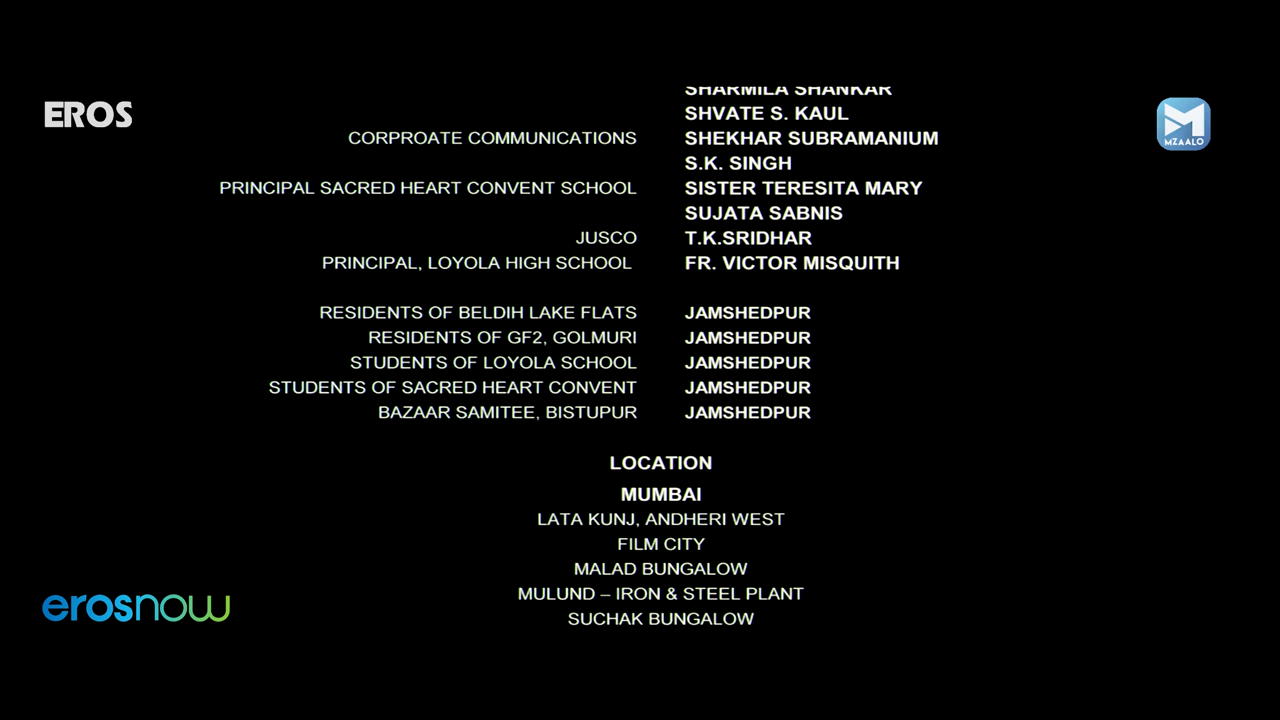 SHARMILA SHANKAR
EROS
SHVATE S. KAUL
MZAALO
CORPROATE COMMUNICATIONS SHEKHAR SUBRAMANIUM
S.K. SINGH
PRINCIPAL SACRED HEART CONVENT SCHOOL SISTER TERESITA MARY
SUJATA SABNIS
JUSCO T.K.SRIDHAR
PRINCIPAL, LOYOLA HIGH SCHOOL FR. VICTOR MISQUITH
RESIDENTS OF BELDIH LAKE FLATS JAMSHEDPUR
RESIDENTS OF GF2, GOLMURI JAMSHEDPUR
STUDENTS OF LOYOLA SCHOOL JAMSHEDPUR
STUDENTS OF SACRED HEART CONVENT JAMSHEDPUR
BAZAAR SAMITEE, BISTUPUR JAMSHEDPUR
LOCATION
MUMBAI
LATA KUNJ, ANDHERI WEST
FILM CITY
MALAD BUNGALOW
MULUND – IRON & STEEL PLANT
erosnow
SUCHAK BUNGALOW